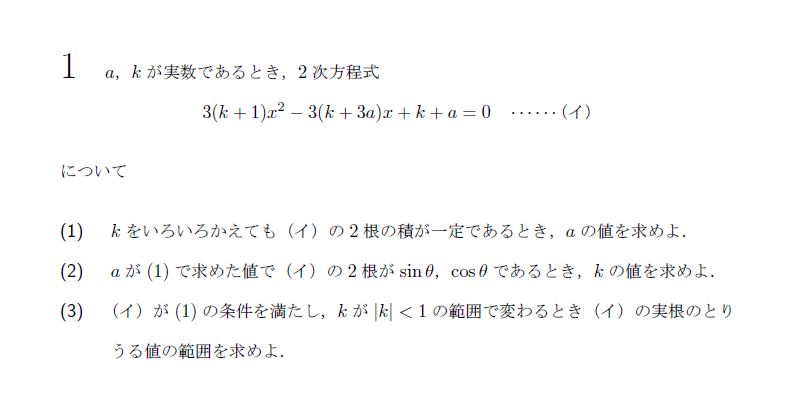 1 a，k が実数であるとき，2 次方程式
3(k + 1)x² − 3(k + 3a)x + k + a = 0 ······（イ）
について
(1) k をいろいろかえても（イ）の 2 根の積が一定であるとき，a の値を求めよ．
(2) a が (1) で求めた値で（イ）の 2 根が sin θ，cos θ であるとき，k の値を求めよ．
(3) （イ）が (1) の条件を満たし，k が |k| < 1 の範囲で変わるとき（イ）の実根のとり
うる値の範囲を求めよ．